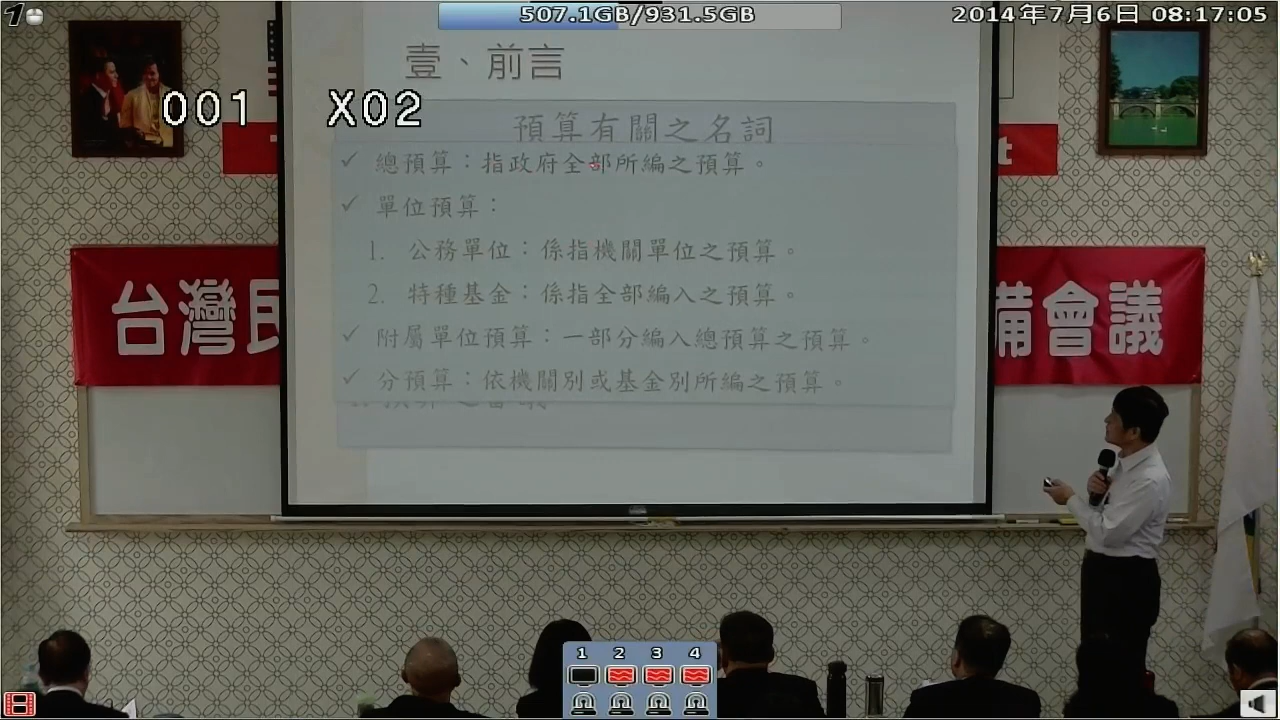 1
507.1GB/931.5GB
2014年7月6日 08:17:05
壹、前言
001 X02
預算有關之名詞
t
✓ 總預算：指政府全部所編之預算。
✓ 單位預算：
1. 公務單位：係指機關單位之預算。
2. 特種基金：係指全部編入之預算。
台灣民
備會議
✓ 附屬單位預算：一部分編入總預算之預算。
✓ 分預算：依機關別或基金別所編之預算。
1 2 3 4